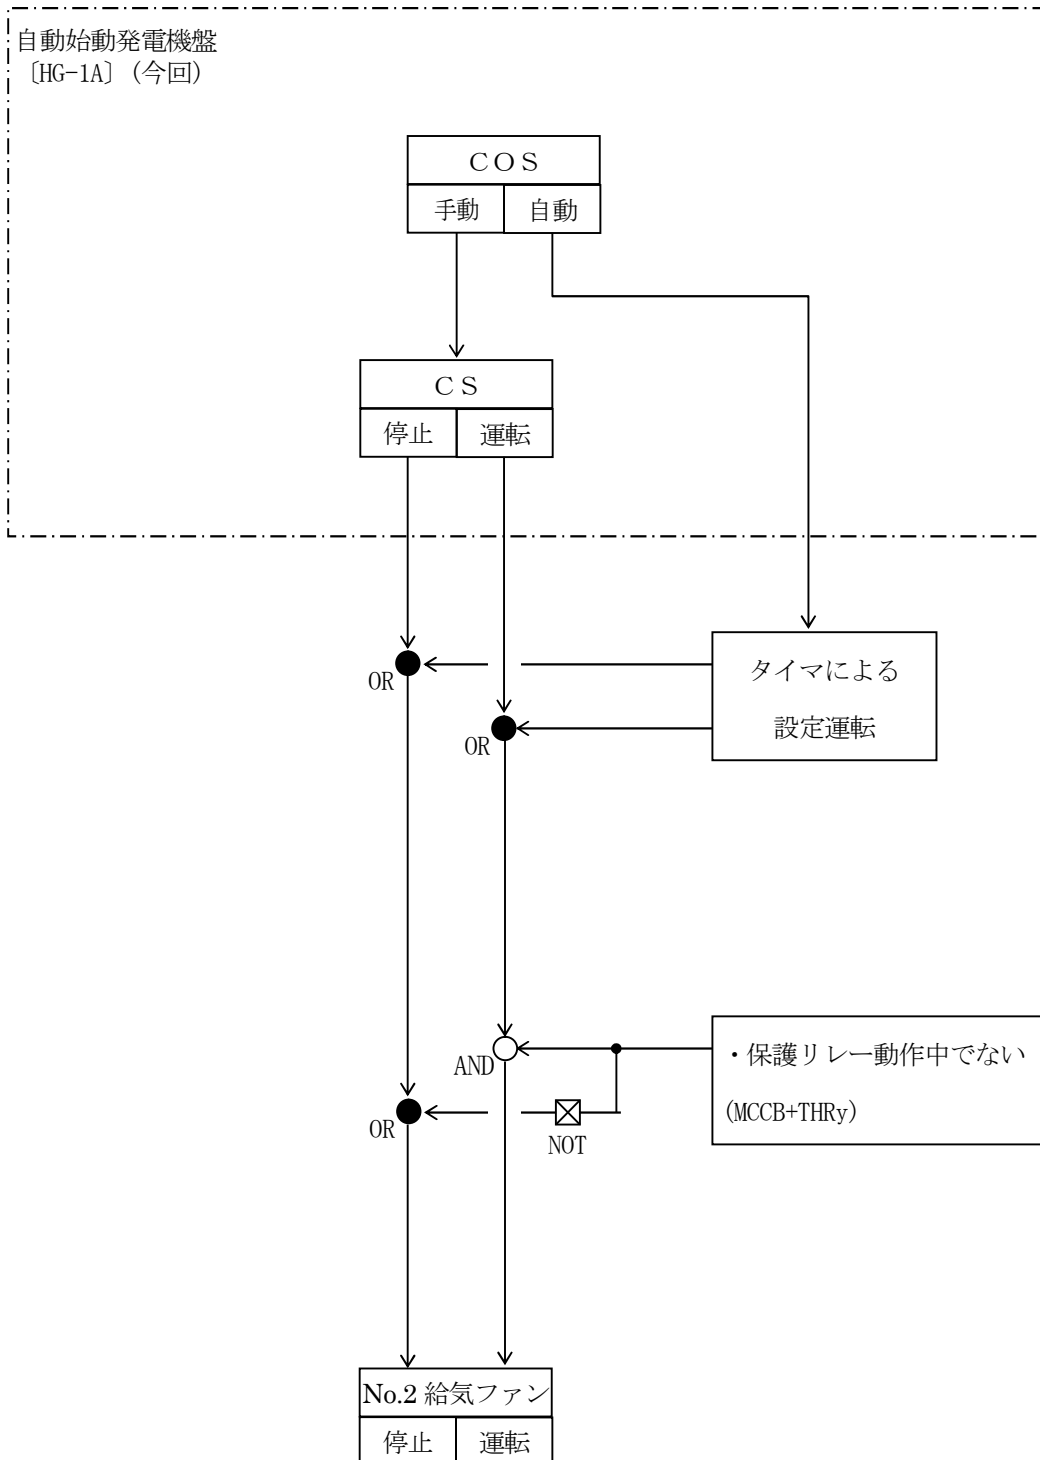 自動始動発電機盤
〔HG-1A〕(今回)
COS
手動 自動
CS
停止 運転
OR
タイマによる
設定運転
OR
AND
・保護リレー動作中でない
(MCCB+THRy)
OR
NOT
No.2 給気ファン
停止 運転